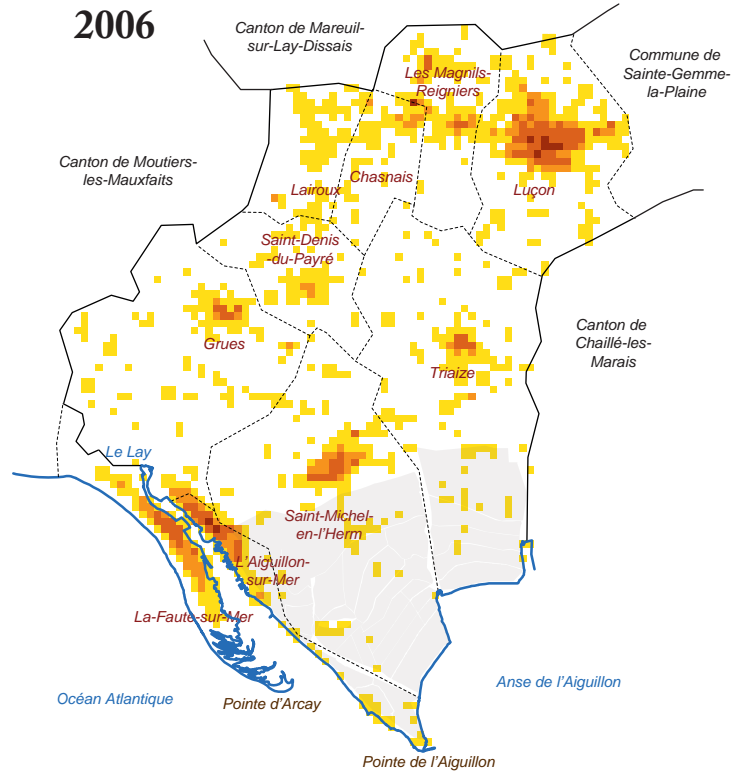 2006
Canton de Mareuil-
sur-Lay-Dissais
Commune de
Sainte-Gemme-
la-Plaine
Les Magnils-
Reigniers
Canton de Moutiers-
les-Mauxfaits
Chasnais
Lairoux
Luçon
Saint-Denis
-du-Payré
Canton de
Chaillé-les-
Marais
Grues
Triaize
Le Lay
Saint-Michel-
en-l'Herm
L'Aiguillon-
sur-Mer
La-Faute-sur-Mer
Anse de l'Aiguillon
Océan Atlantique
Pointe d'Arcay
Pointe de l'Aiguillon